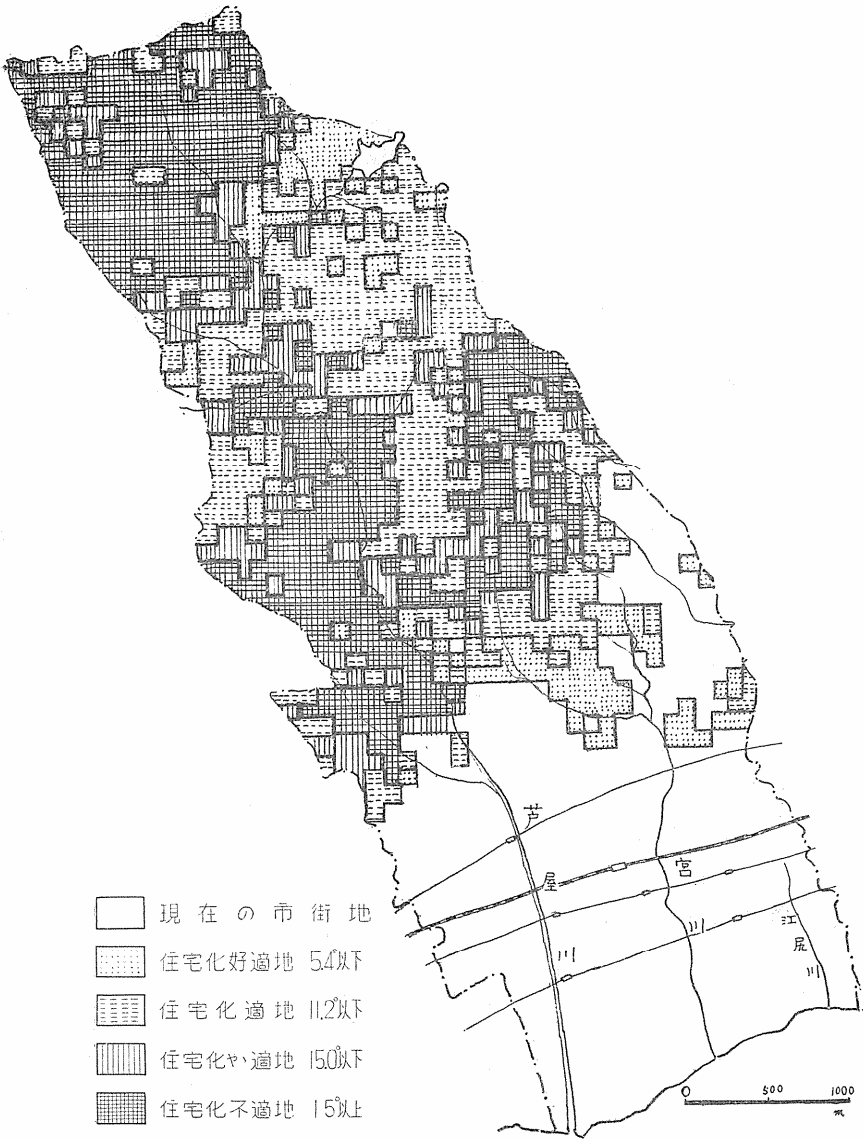 芦屋川
宮川
江尻川
現在の市街地
住宅化好適地 5.4°以下
住宅化適地 11.2°以下
住宅化やゝ適地 15.0°以下
住宅化不適地 15°以上
0 500 1000
m